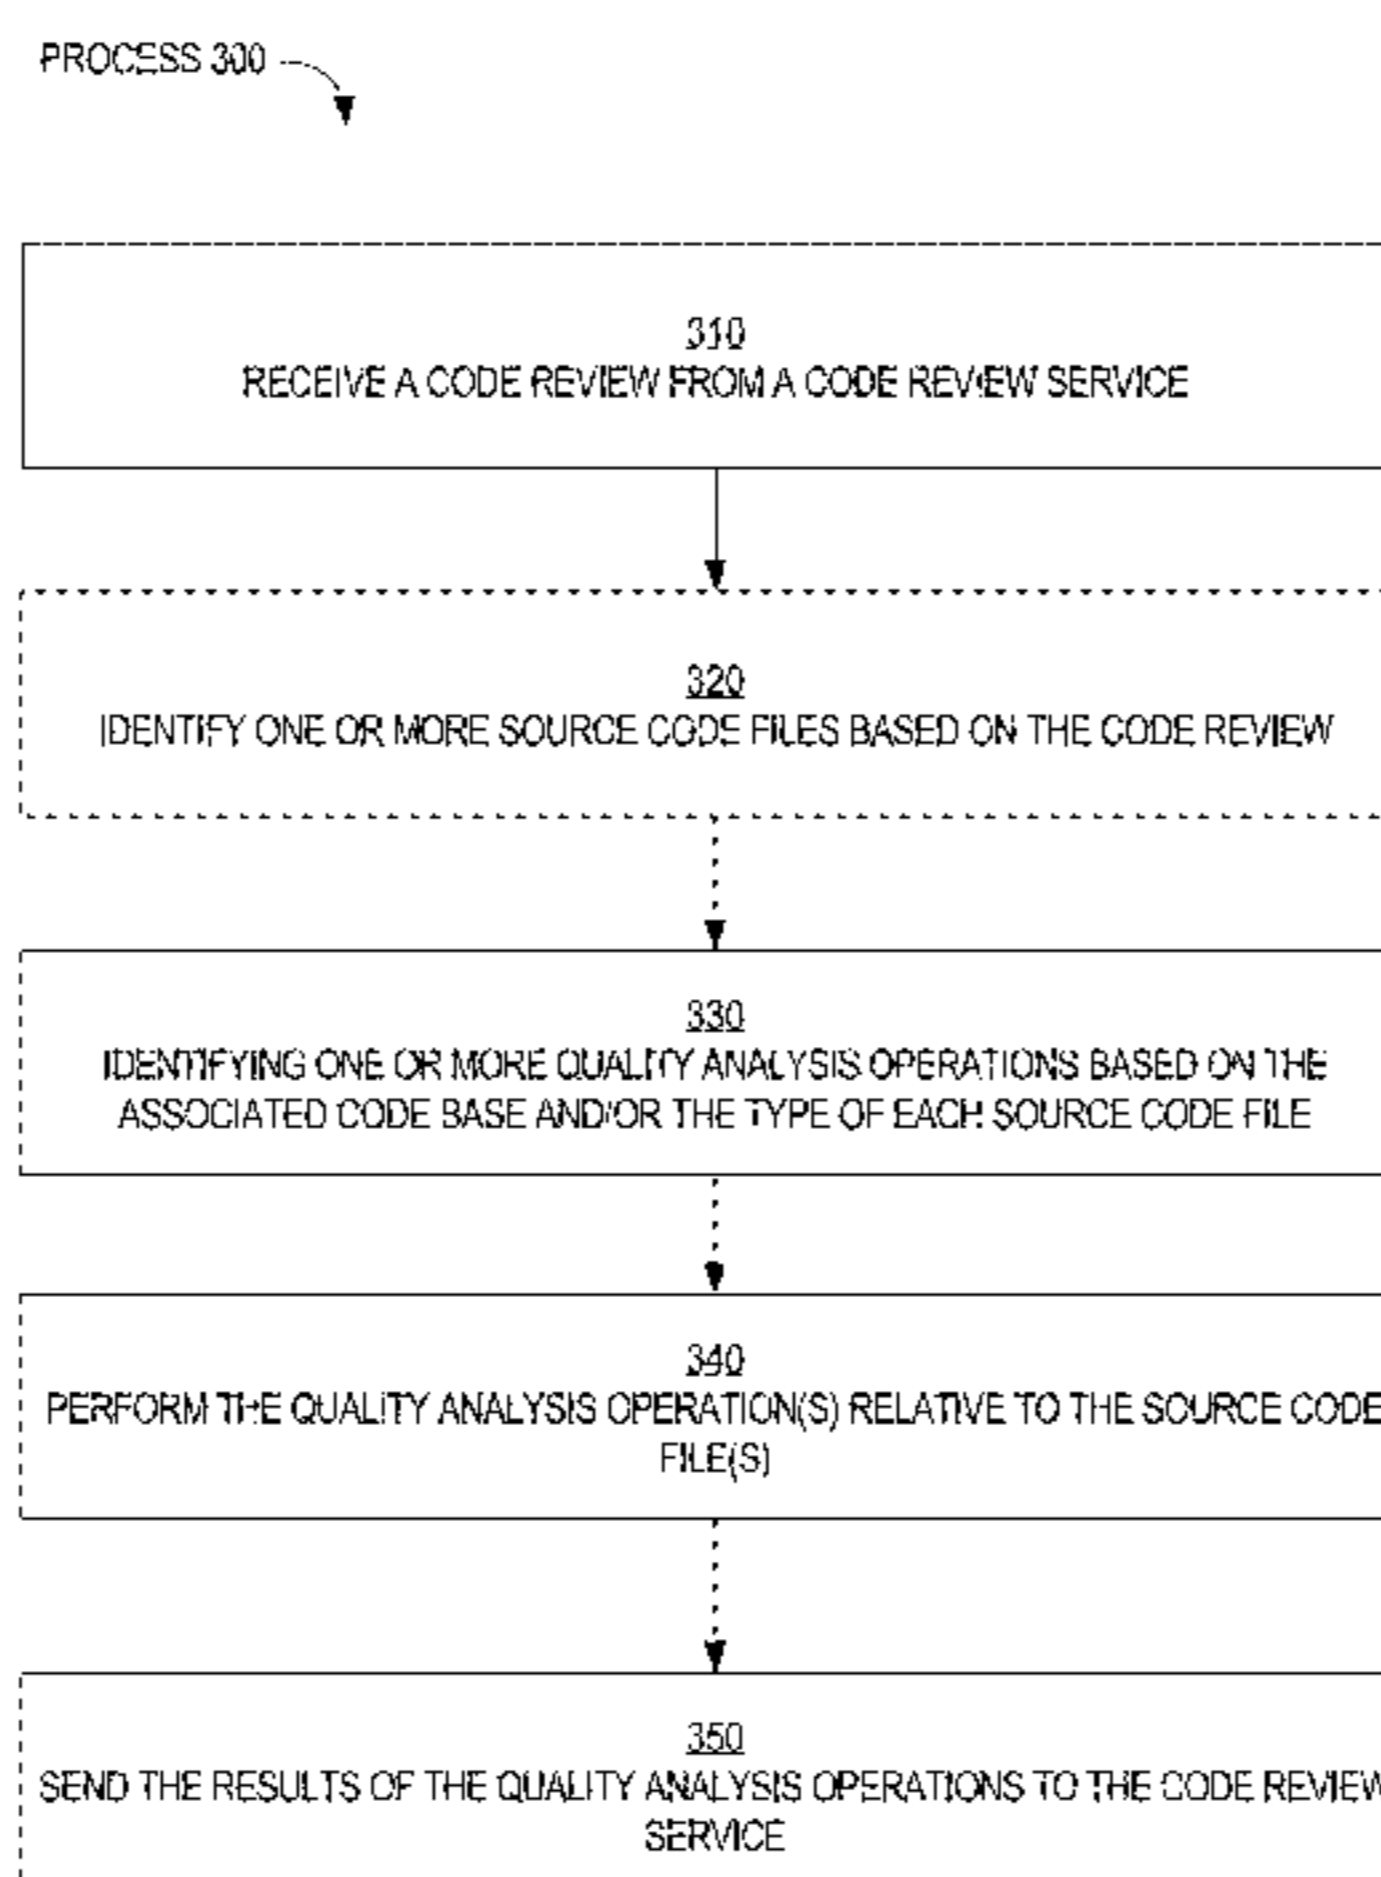 PROCESS 300
310
RECEIVE A CODE REVIEW FROM A CODE REVIEW SERVICE
320
IDENTIFY ONE OR MORE SOURCE CODE FILES BASED ON THE CODE REVIEW
330
IDENTIFYING ONE OR MORE QUALITY ANALYSIS OPERATIONS BASED ON THE
ASSOCIATED CODE BASE AND/OR THE TYPE OF EACH SOURCE CODE FILE
340
PERFORM THE QUALITY ANALYSIS OPERATION(S) RELATIVE TO THE SOURCE CODE
FILE(S)
350
SEND THE RESULTS OF THE QUALITY ANALYSIS OPERATIONS TO THE CODE REVIEW
SERVICE